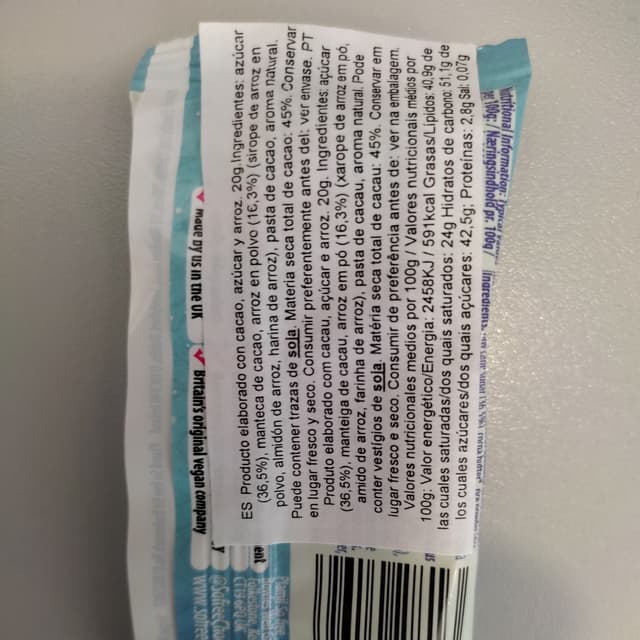 ES Producto elaborado con cacao, azúcar y arroz. 20g. Ingredientes: azúcar
(36,5%), manteca de cacao, arroz en polvo (16,3%) (sirope de arroz en
polvo, almidón de arroz, harina de arroz), pasta de cacao, aroma natural.
Puede contener trazas de soja. Materia seca total de cacao: 45%. Conservar
en lugar fresco y seco. Consumir preferentemente antes del: ver envase. PT
Produto elaborado com cacau, açúcar e arroz. 20g. Ingredientes: açúcar
(36,5%), manteiga de cacau, arroz em pó (16,3%) (xarope de arroz em pó,
amido de arroz, farinha de arroz), pasta de cacau, aroma natural. Pode
conter vestígios de soja. Matéria seca total de cacau: 45%. Conservar em
lugar fresco e seco. Consumir de preferência antes de: ver na embalagem.
Valores nutricionales medios por 100g / Valores nutricionais médios por
100g: Valor energético/Energia: 2458KJ / 591kcal Grasas/Lípidos: 40,9g de
las cuales saturadas/dos quais saturados: 24g Hidratos de carbono: 51,1g de
los cuales azúcares/dos quais açúcares: 42,5g; Proteínas: 2,8g Sal: 0,07g
Made by us in the UK
Britain's original vegan company
Nutritional Information: Typical
Næringsindhold pr. 100g /
Ingredients: